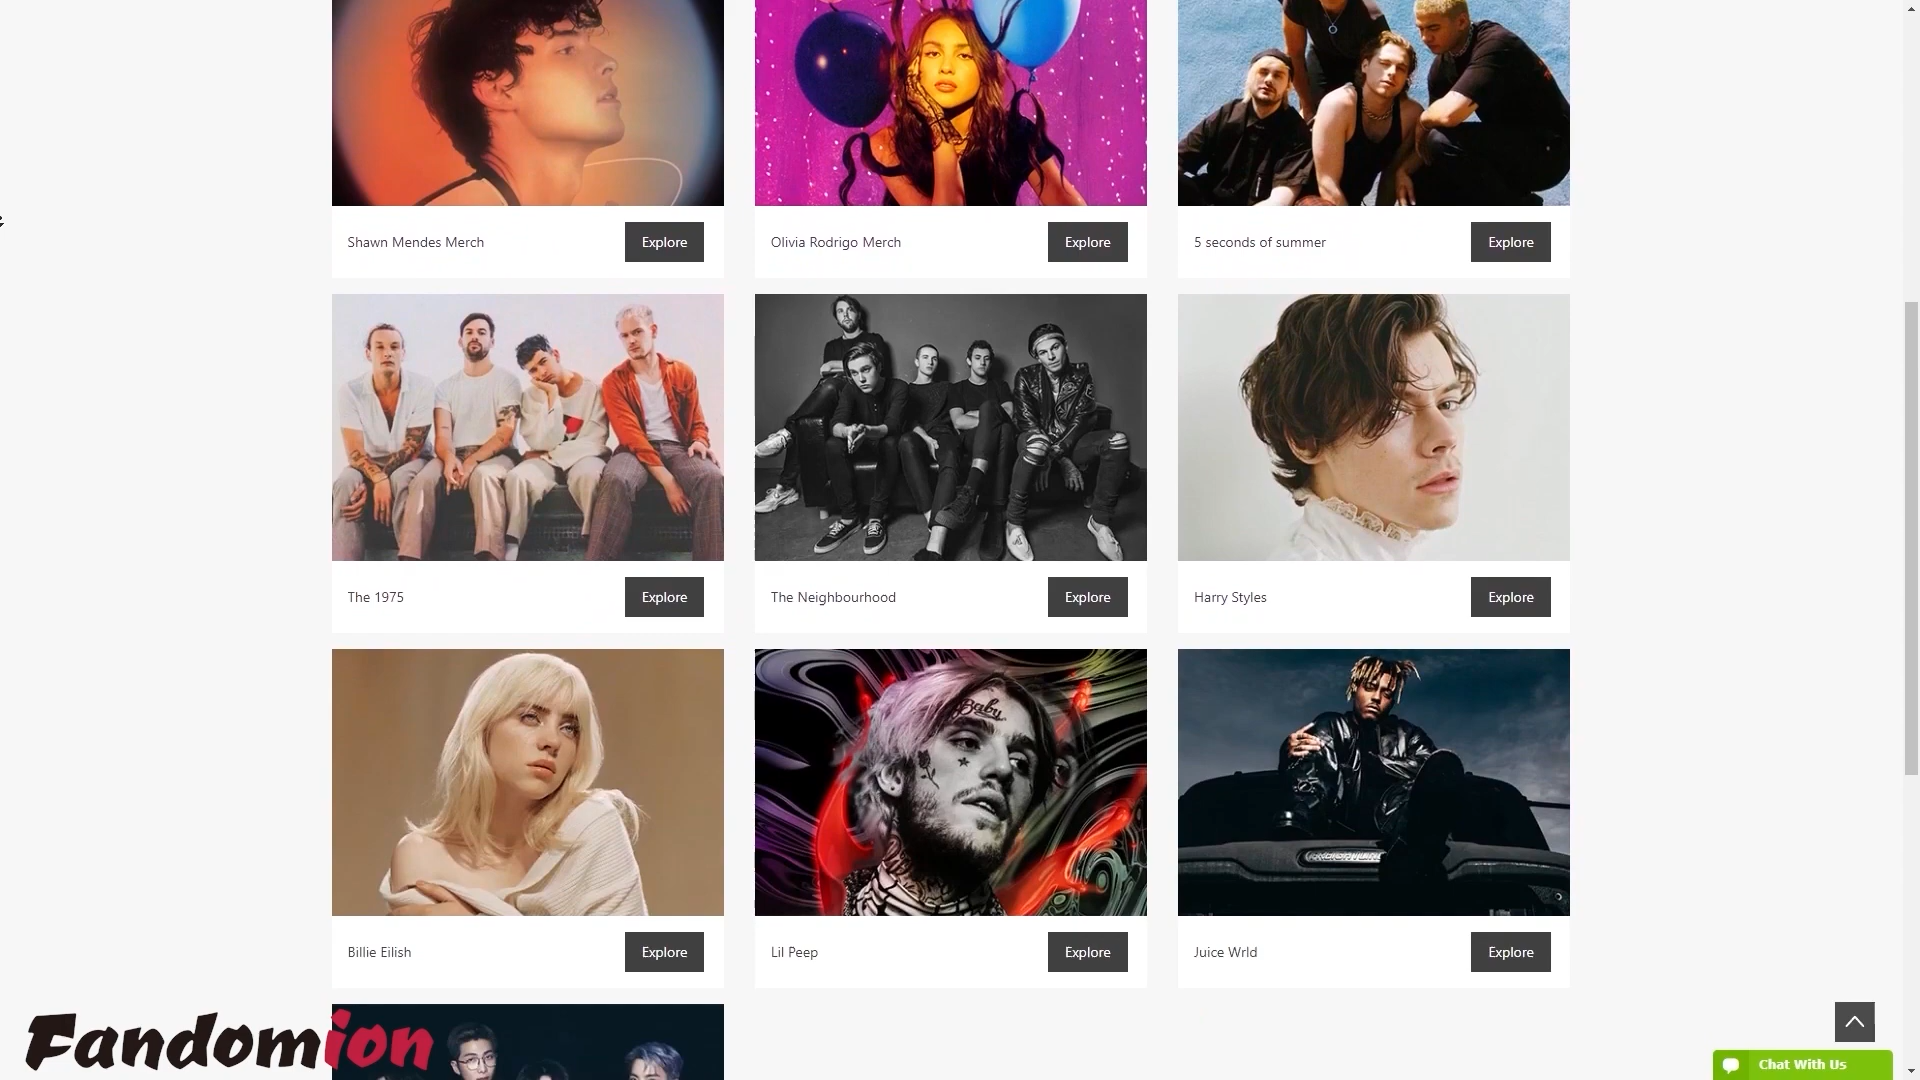 Shawn Mendes Merch
Explore
Olivia Rodrigo Merch
Explore
5 seconds of summer
Explore
The 1975
Explore
The Neighbourhood
Explore
Harry Styles
Explore
Baby
Billie Eilish
Explore
Lil Peep
Explore
Juice Wrld
Explore
Fandomion
Chat With Us